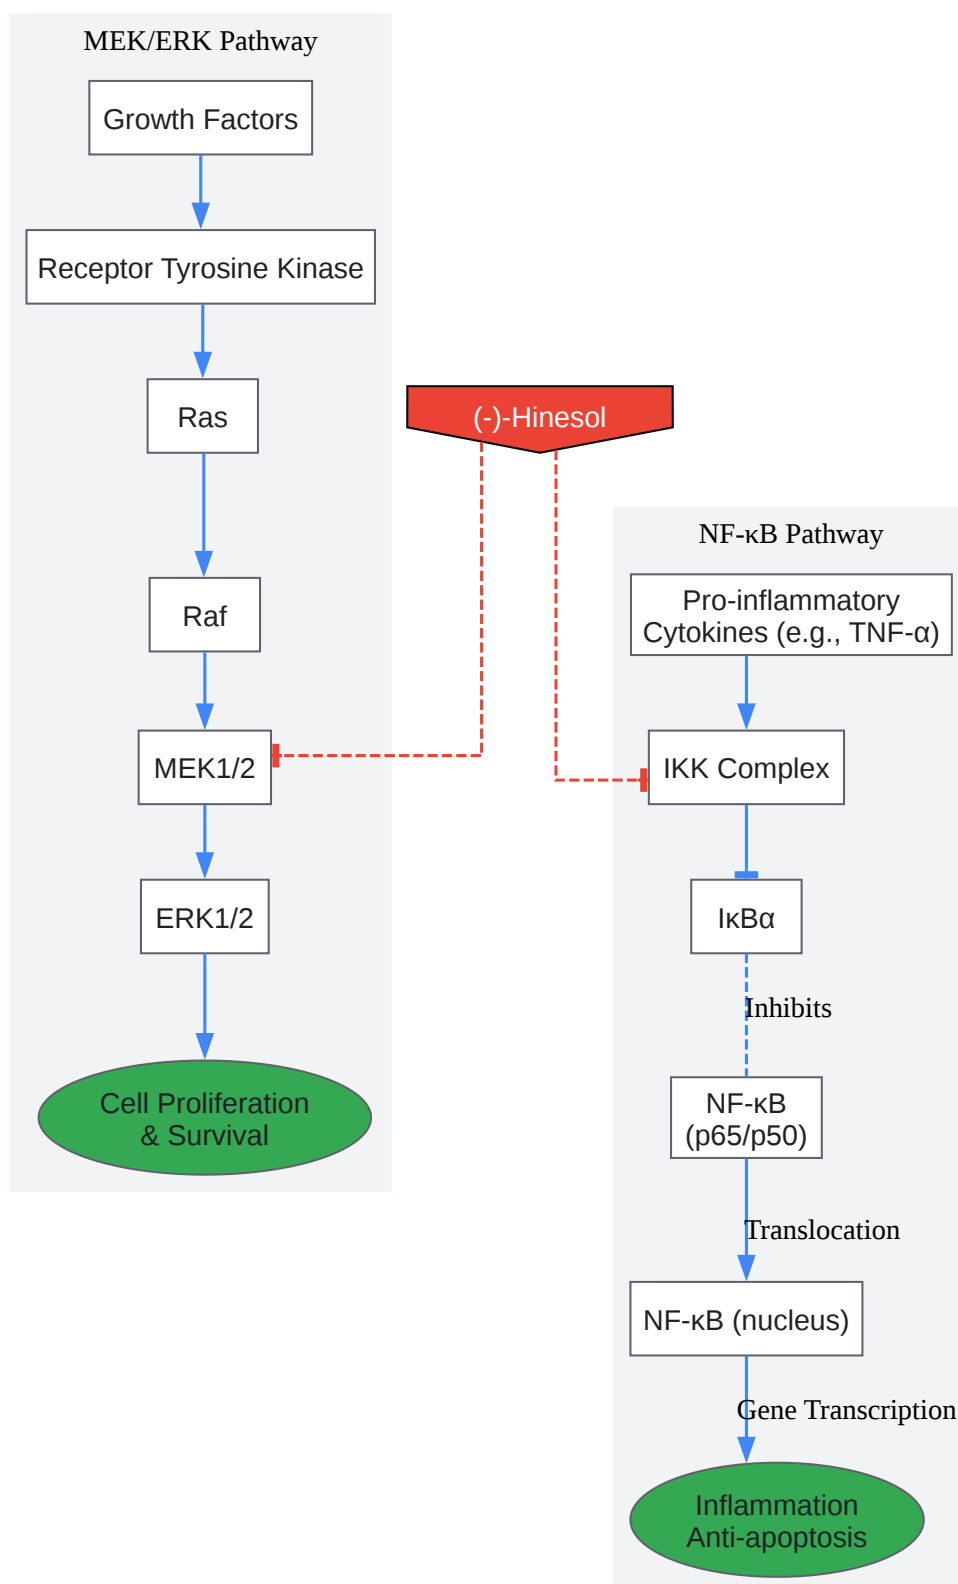 MEK/ERK Pathway
Growth Factors
Receptor Tyrosine Kinase
Ras
Raf
MEK1/2
ERK1/2
Cell Proliferation
& Survival
(-)-Hinesol
NF-κB Pathway
Pro-inflammatory
Cytokines (e.g., TNF-α)
IKK Complex
IκBα
Inhibits
NF-κB
(p65/p50)
Translocation
NF-κB (nucleus)
Gene Transcription
Inflammation
Anti-apoptosis